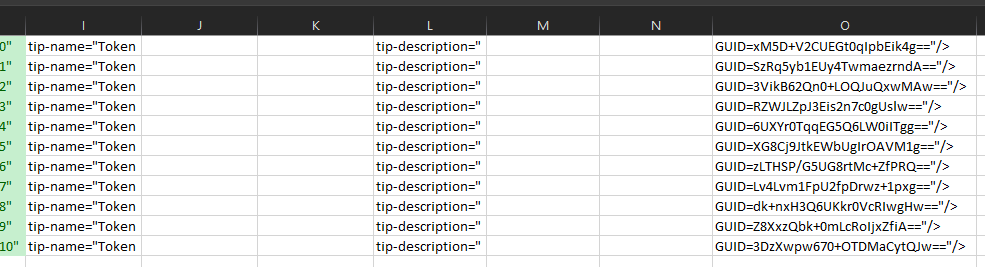 I J K L M N O
0" tip-name="Token tip-description=" GUID=xM5D+V2CUEGt0qIpbEik4g=="/>
1" tip-name="Token tip-description=" GUID=SzRq5yb1EUy4TwmaezrndA=="/>
2" tip-name="Token tip-description=" GUID=3VikB62Qn0+LOQJuQxwMAw=="/>
3" tip-name="Token tip-description=" GUID=RZWJLZpJ3Eis2n7c0gUslw=="/>
4" tip-name="Token tip-description=" GUID=6UXYr0TqqEG5Q6LW0iITgg=="/>
5" tip-name="Token tip-description=" GUID=XG8Cj9JtkEWbUgIrOAVM1g=="/>
6" tip-name="Token tip-description=" GUID=zLTHSP/G5UG8rtMc+ZfPRQ=="/>
7" tip-name="Token tip-description=" GUID=Lv4Lvm1FpU2fpDrwz+1pxg=="/>
8" tip-name="Token tip-description=" GUID=dk+nxH3Q6UKkr0VcRIwgHw=="/>
9" tip-name="Token tip-description=" GUID=Z8XxzQbk+0mLcRoIjxZfiA=="/>
10" tip-name="Token tip-description=" GUID=3DzXwpw670+OTDMaCytQJw=="/>